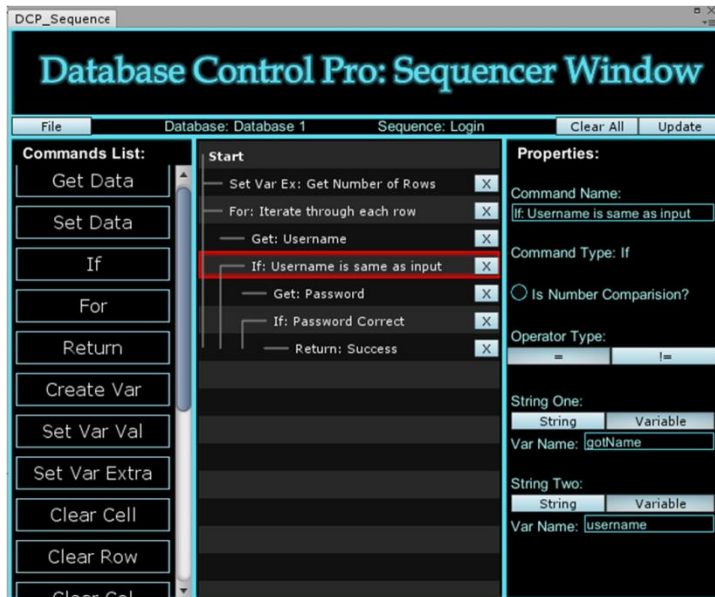 DCP_Sequence
Database Control Pro: Sequencer Window
File Database: Database 1 Sequence: Login Clear All Update
Commands List:
Get Data
Set Data
If
For
Return
Create Var
Set Var Val
Set Var Extra
Clear Cell
Clear Row
Clear Col
Start
Set Var Ex: Get Number of Rows X
For: Iterate through each row X
Get: Username X
If: Username is same as input X
Get: Password X
If: Password Correct X
Return: Success X
Properties:
Command Name:
If: Username is same as input
Command Type: If
Is Number Comparision?
Operator Type:
= !=
String One:
String Variable
Var Name: gotName
String Two:
String Variable
Var Name: username